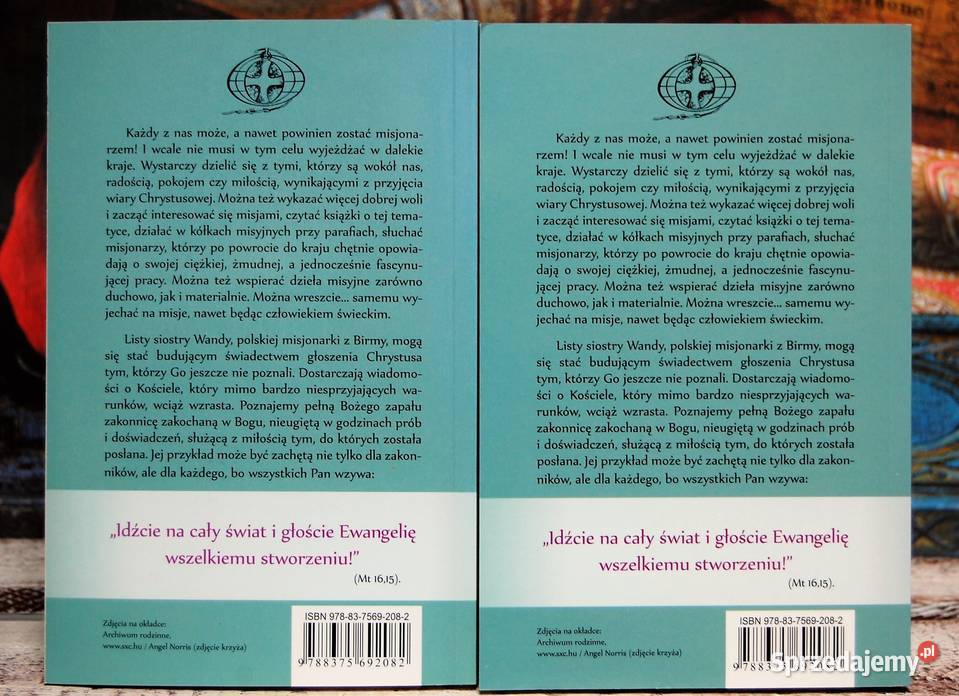 Każdy z nas może, a nawet powinien zostać misjona-
rzem! I wcale nie musi w tym celu wyjeżdżać w dalekie
kraje. Wystarczy dzielić się z tymi, którzy są wokół nas,
radością, pokojem czy miłością, wynikającymi z przyjęcia
wiary Chrystusowej. Można też wykazać więcej dobrej woli
i zacząć interesować się misjami, czytać książki o tej tema-
tyce, działać w kółkach misyjnych przy parafiach, słuchać
misjonarzy, którzy po powrocie do kraju chętnie opowia-
dają o swojej ciężkiej, żmudnej, a jednocześnie fascynu-
jącej pracy. Można też wspierać dzieła misyjne zarówno
duchowo, jak i materialnie. Można wreszcie... samemu wy-
jechać na misje, nawet będąc człowiekiem świeckim.
Listy siostry Wandy, polskiej misjonarki z Birmy, mogą
się stać budującym świadectwem głoszenia Chrystusa
tym, którzy Go jeszcze nie poznali. Dostarczają wiadomo-
ści o Kościele, który mimo bardzo niesprzyjających wa-
runków, wciąż wzrasta. Poznajemy pełną Bożego zapału
zakonnicę zakochaną w Bogu, nieugiętą w godzinach prób
i doświadczeń, służącą z miłością tym, do których została
posłana. Jej przykład może być zachętą nie tylko dla zakon-
ników, ale dla każdego, bo wszystkich Pan wzywa:
„Idźcie na cały świat i głoście Ewangelię
wszelkiemu stworzeniu!”
(Mt 16,15).
Zdjęcia na okładce:
Archiwum rodzinne,
www.sxc.hu / Angel Norris (zdjęcie krzyża)
ISBN 978-83-7569-208-2
9 788375 692082
Każdy z nas może, a nawet powinien zostać misjona-
rzem! I wcale nie musi w tym celu wyjeżdżać w dalekie
kraje. Wystarczy dzielić się z tymi, którzy są wokół nas,
radością, pokojem czy miłością, wynikającymi z przyjęcia
wiary Chrystusowej. Można też wykazać więcej dobrej woli
i zacząć interesować się misjami, czytać książki o tej tema-
tyce, działać w kółkach misyjnych przy parafiach, słuchać
misjonarzy, którzy po powrocie do kraju chętnie opowia-
dają o swojej ciężkiej, żmudnej, a jednocześnie fascynu-
jącej pracy. Można też wspierać dzieła misyjne zarówno
duchowo, jak i materialnie. Można wreszcie... samemu wy-
jechać na misje, nawet będąc człowiekiem świeckim.
Listy siostry Wandy, polskiej misjonarki z Birmy, mogą
się stać budującym świadectwem głoszenia Chrystusa
tym, którzy Go jeszcze nie poznali. Dostarczają wiadomo-
ści o Kościele, który mimo bardzo niesprzyjających wa-
runków, wciąż wzrasta. Poznajemy pełną Bożego zapału
zakonnicę zakochaną w Bogu, nieugiętą w godzinach prób
i doświadczeń, służącą z miłością tym, do których została
posłana. Jej przykład może być zachętą nie tylko dla zakon-
ników, ale dla każdego, bo wszystkich Pan wzywa:
„Idźcie na cały świat i głoście Ewangelię
wszelkiemu stworzeniu!”
(Mt 16,15).
Zdjęcia na okładce:
Archiwum rodzinne,
www.sxc.hu / Angel Norris (zdjęcie krzyża)
ISBN 978-83-7569-208-2
Sprzedajemy.pl